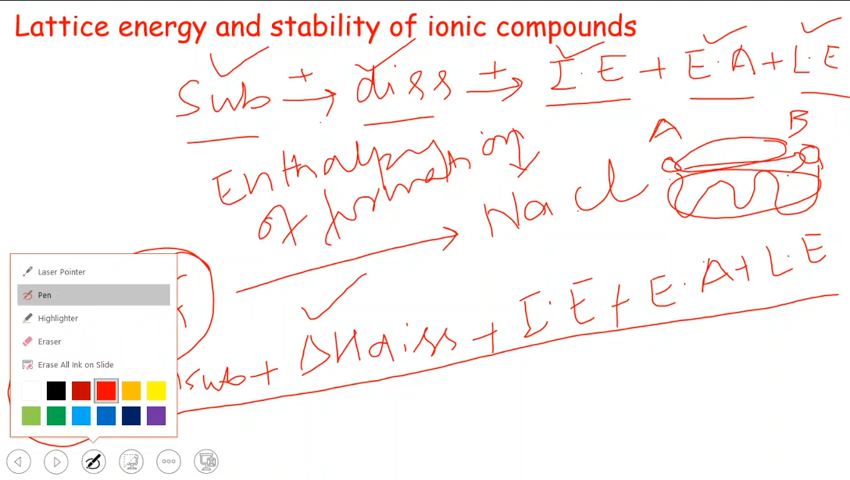 Lattice energy and stability of ionic compounds
Sub + → diss + → I.E + E.A + L.E
Enthalpy of
of formation
NaCl
A B
sub + ΔHdiss + I.E + E.A + L.E
Laser Pointer
Pen
Highlighter
Eraser
Erase All Ink on Slide